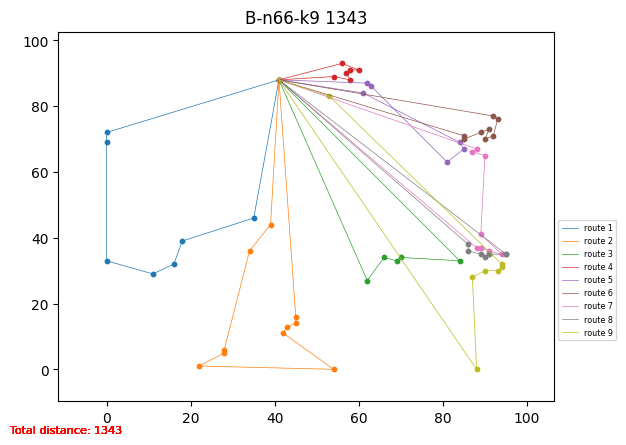 B-n66-k9 1343
100
80
60
40
20
0
0 20 40 60 80 100
route 1
route 2
route 3
route 4
route 5
route 6
route 7
route 8
route 9
Total distance: 1343